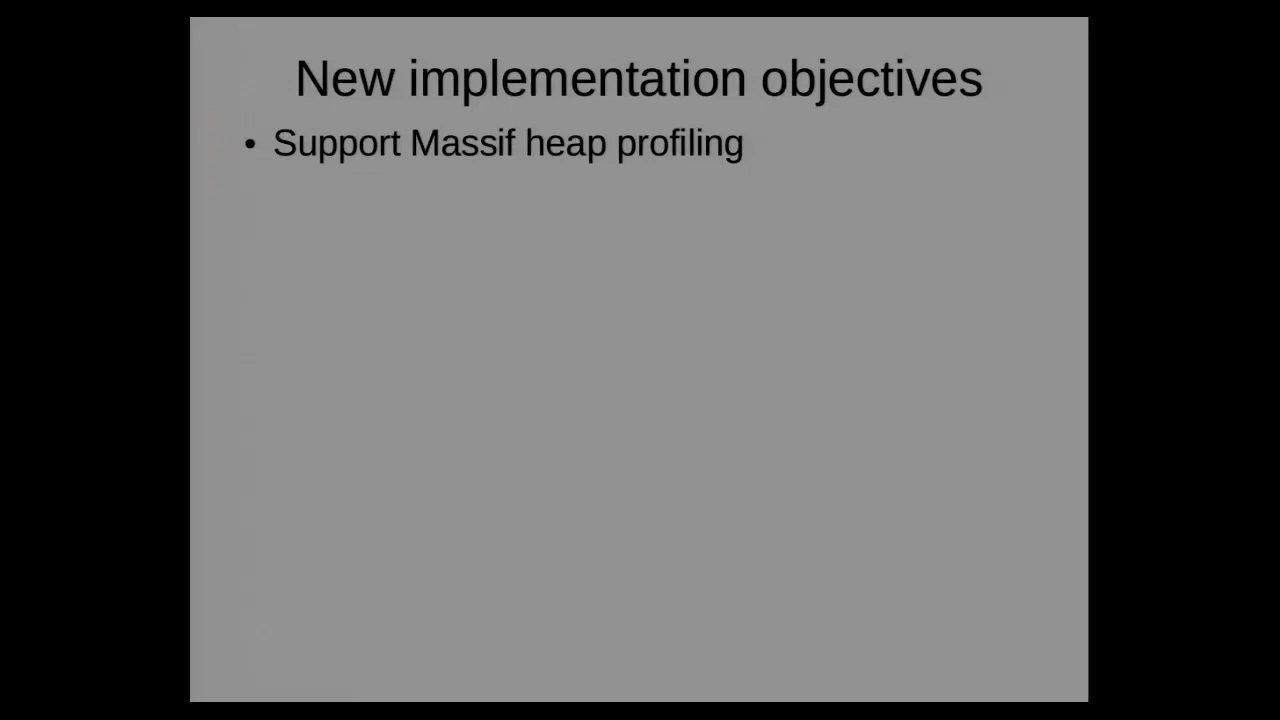 New implementation objectives
• Support Massif heap profiling